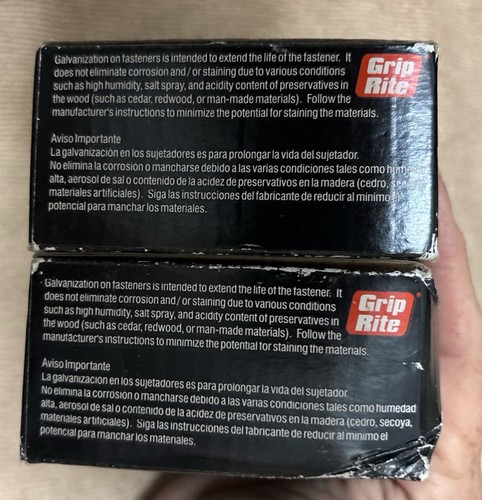 Galvanization on fasteners is intended to extend the life of the fastener. It
does not eliminate corrosion and / or staining due to various conditions
such as high humidity, salt spray, and acidity content of preservatives in
the wood (such as cedar, redwood, or man-made materials). Follow the
manufacturer's instructions to minimize the potential for staining the materials.
Grip
Rite
Aviso Importante
La galvanización en los sujetadores es para prolongar la vida del sujetador.
No elimina la corrosión o mancharse debido a las varias condiciones tales como
alta, aerosol de sal o contenido de la acidez de preservativos en la madera (cedro,
materiales artificiales). Siga las instrucciones del fabricante de reducir al mínimo
potencial para manchar los materiales.
Galvanization on fasteners is intended to extend the life of the fastener. It
does not eliminate corrosion and / or staining due to various conditions
such as high humidity, salt spray, and acidity content of preservatives in
the wood (such as cedar, redwood, or man-made materials). Follow the
manufacturer's instructions to minimize the potential for staining the materials.
Grip
Rite
Aviso Importante
La galvanización en los sujetadores es para prolongar la vida del sujetador
No elimina la corrosión o mancharse debido a las varias condiciones tales como humedad
alta, aerosol de sal o contenido de la acidez de preservativos en la madera (cedro, secoya,
materiales artificiales). Siga las instrucciones del fabricante de reducir al mínimo el
potencial para manchar los materiales.